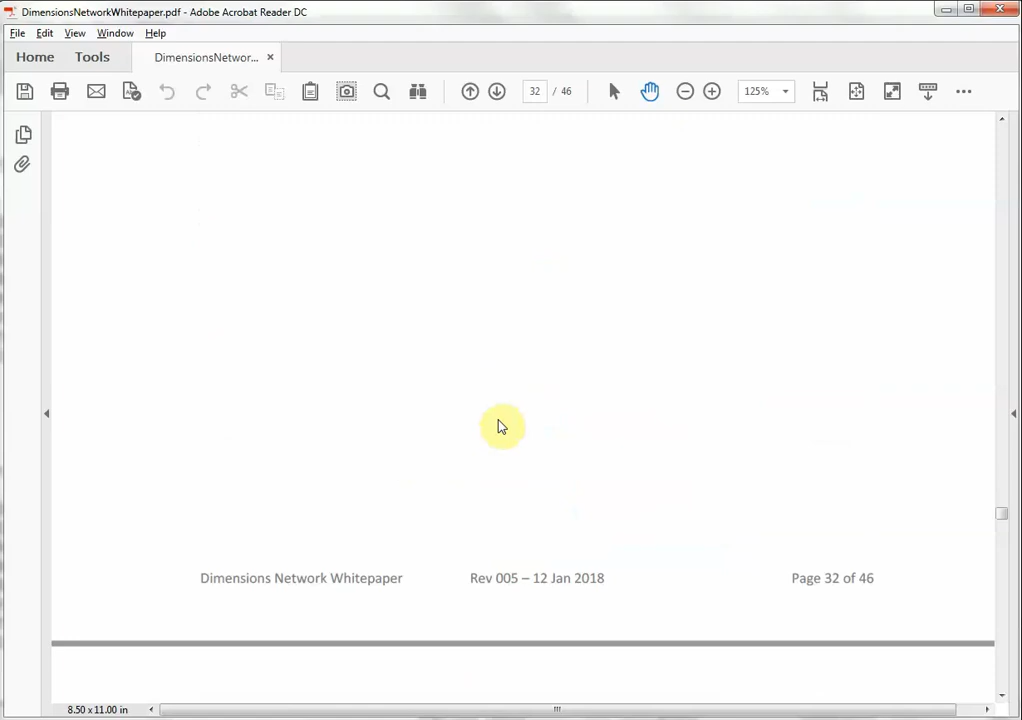 DimensionsNetworkWhitepaper.pdf - Adobe Acrobat Reader DC
File Edit View Window Help
Home Tools DimensionsNetwor... ×
32 / 46 125%
Dimensions Network Whitepaper Rev 005 – 12 Jan 2018 Page 32 of 46
8.50 x 11.00 in